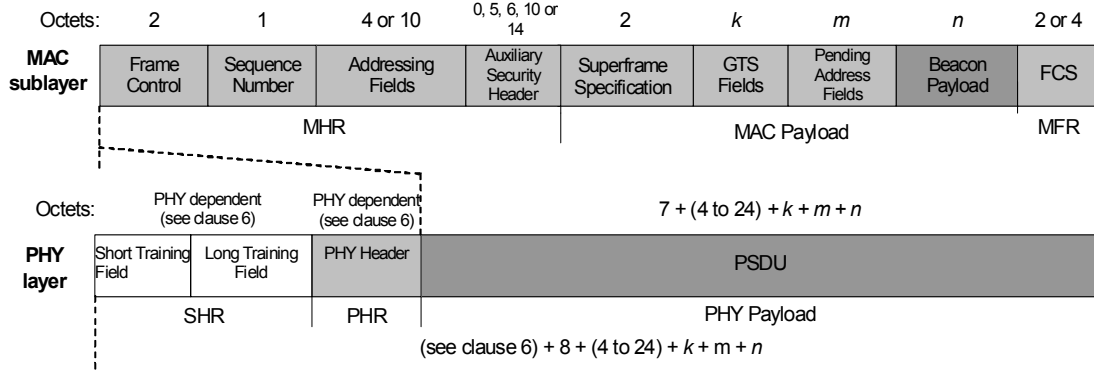 Octets: 2 1 4 or 10 0, 5, 6, 10 or 14 2 k m n 2 or 4
MAC sublayer
Frame Control
Sequence Number
Addressing Fields
Auxiliary Security Header
Superframe Specification
GTS Fields
Pending Address Fields
Beacon Payload
FCS
MHR MAC Payload MFR
Octets: PHY dependent (see clause 6) PHY dependent (see clause 6) 7 + (4 to 24) + k + m + n
PHY layer
Short Training Field
Long Training Field
PHY Header
PSDU
SHR PHR PHY Payload
(see clause 6) + 8 + (4 to 24) + k + m + n